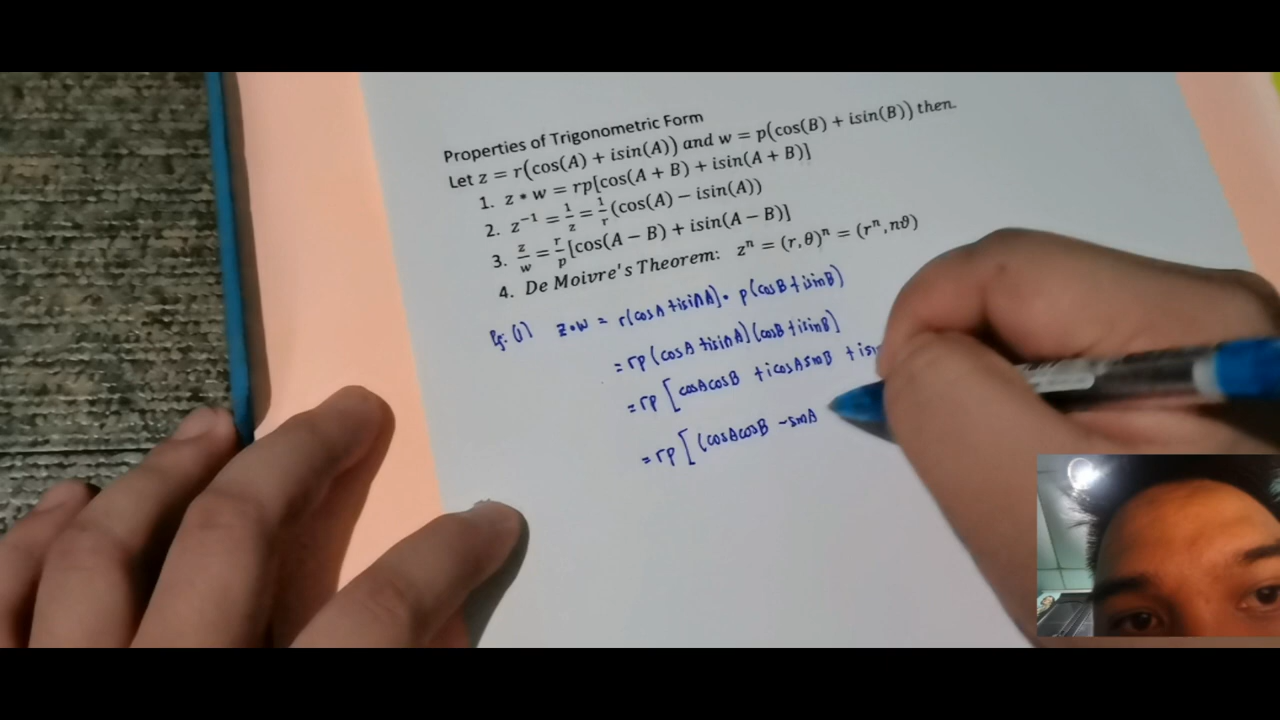 Properties of Trigonometric Form
Let z = r(cos(A) + isin(A)) and w = p(cos(B) + isin(B)) then.
1. z * w = rp[cos(A + B) + isin(A + B)]
2. z⁻¹ = 1/z = 1/r (cos(A) − isin(A))
3. z/w = r/p [cos(A − B) + isin(A − B)]
4. De Moivre's Theorem: zⁿ = (r, θ)ⁿ = (rⁿ, nϑ)
(1) z•w = r(cosA + isinA) • p(cosB + isinB)
= rp (cosA + isinA)(cosB + isinB)
= rp [cosAcosB + icosAsinB +
= rp [(cosAcosB − sinA